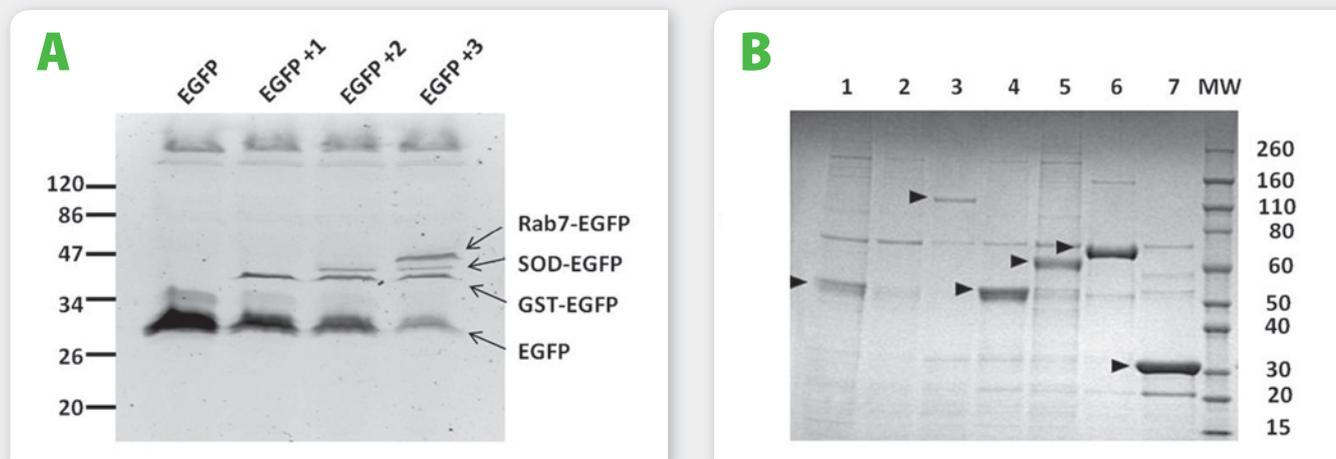 A
EGFP
EGFP +1
EGFP +2
EGFP +3
120
86
47
34
26
20
Rab7-EGFP
SOD-EGFP
GST-EGFP
EGFP
B
1 2 3 4 5 6 7 MW
260
160
110
80
60
50
40
30
20
15